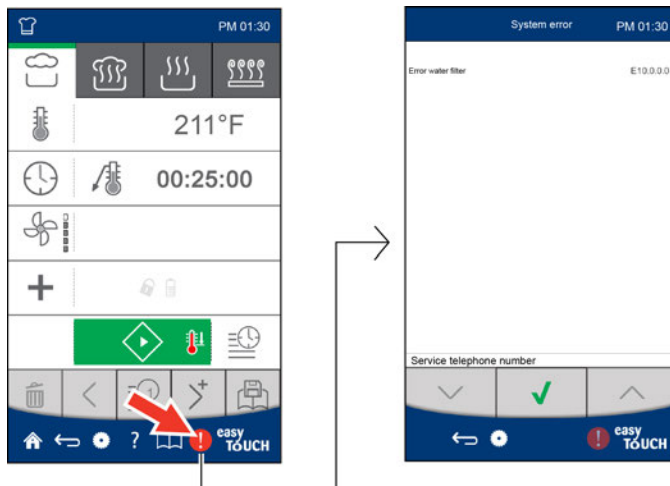 PM 01:30
211°F
00:25:00
1
?
!
easy
TOUCH
System error
PM 01:30
Error water filter
E10.0.0.0
Service telephone number
!
easy
TOUCH